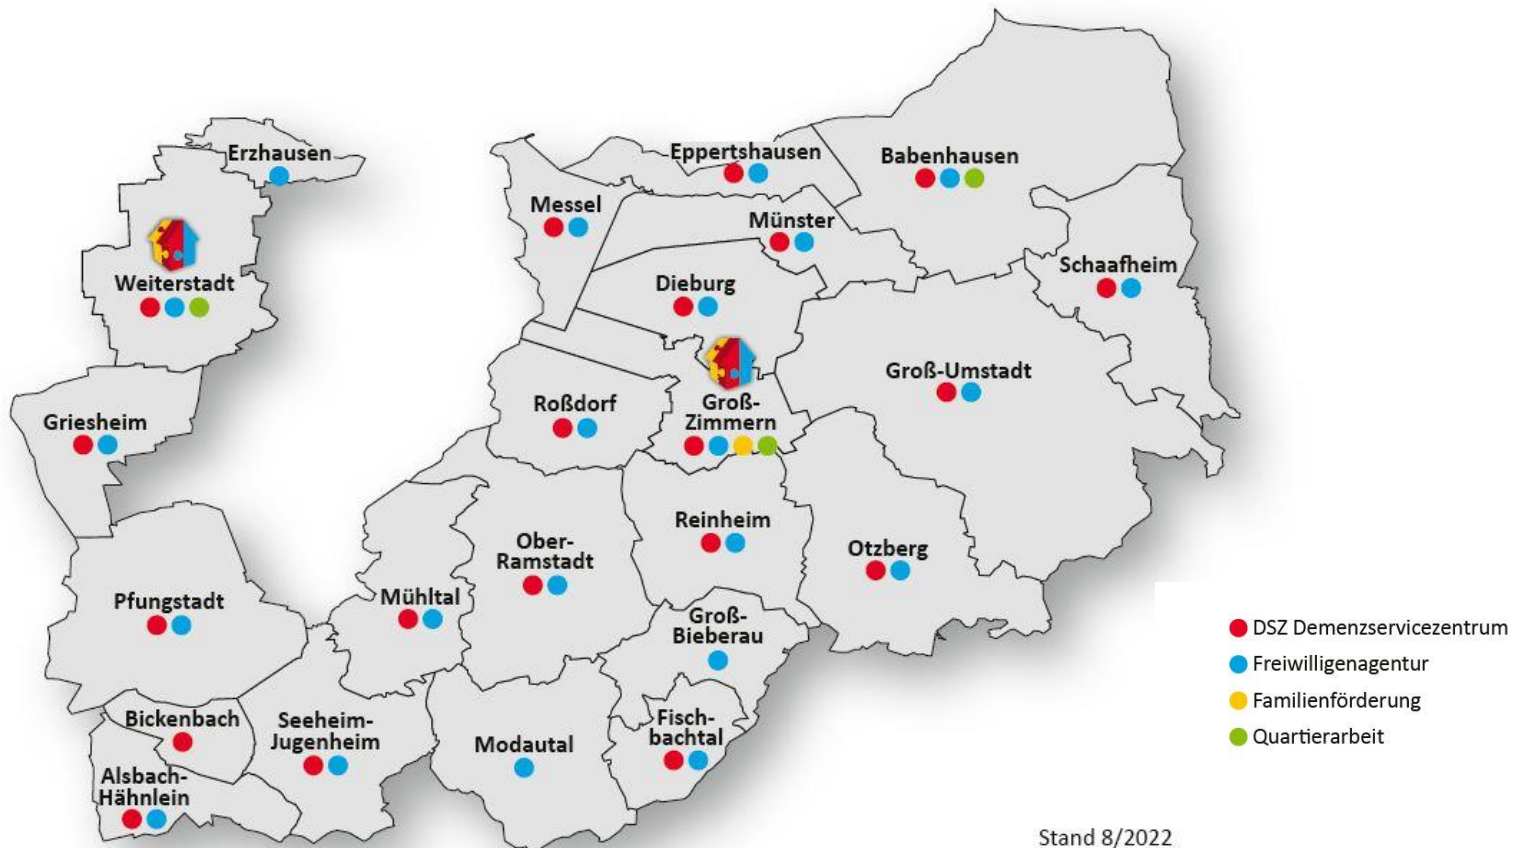 Erzhausen
Eppertshausen
Babenhausen
Messel
Münster
Weiterstadt
Dieburg
Schaafheim
Griesheim
Roßdorf
Groß-
Zimmern
Groß-Umstadt
Pfungstadt
Mühltal
Ober-
Ramstadt
Reinheim
Otzberg
Groß-
Bieberau
Bickenbach
Seeheim-
Jugenheim
Modautal
Fisch-
bachtal
Alsbach-
Hähnlein
DSZ Demenzservicezentrum
Freiwilligenagentur
Familienförderung
Quartierarbeit
Stand 8/2022